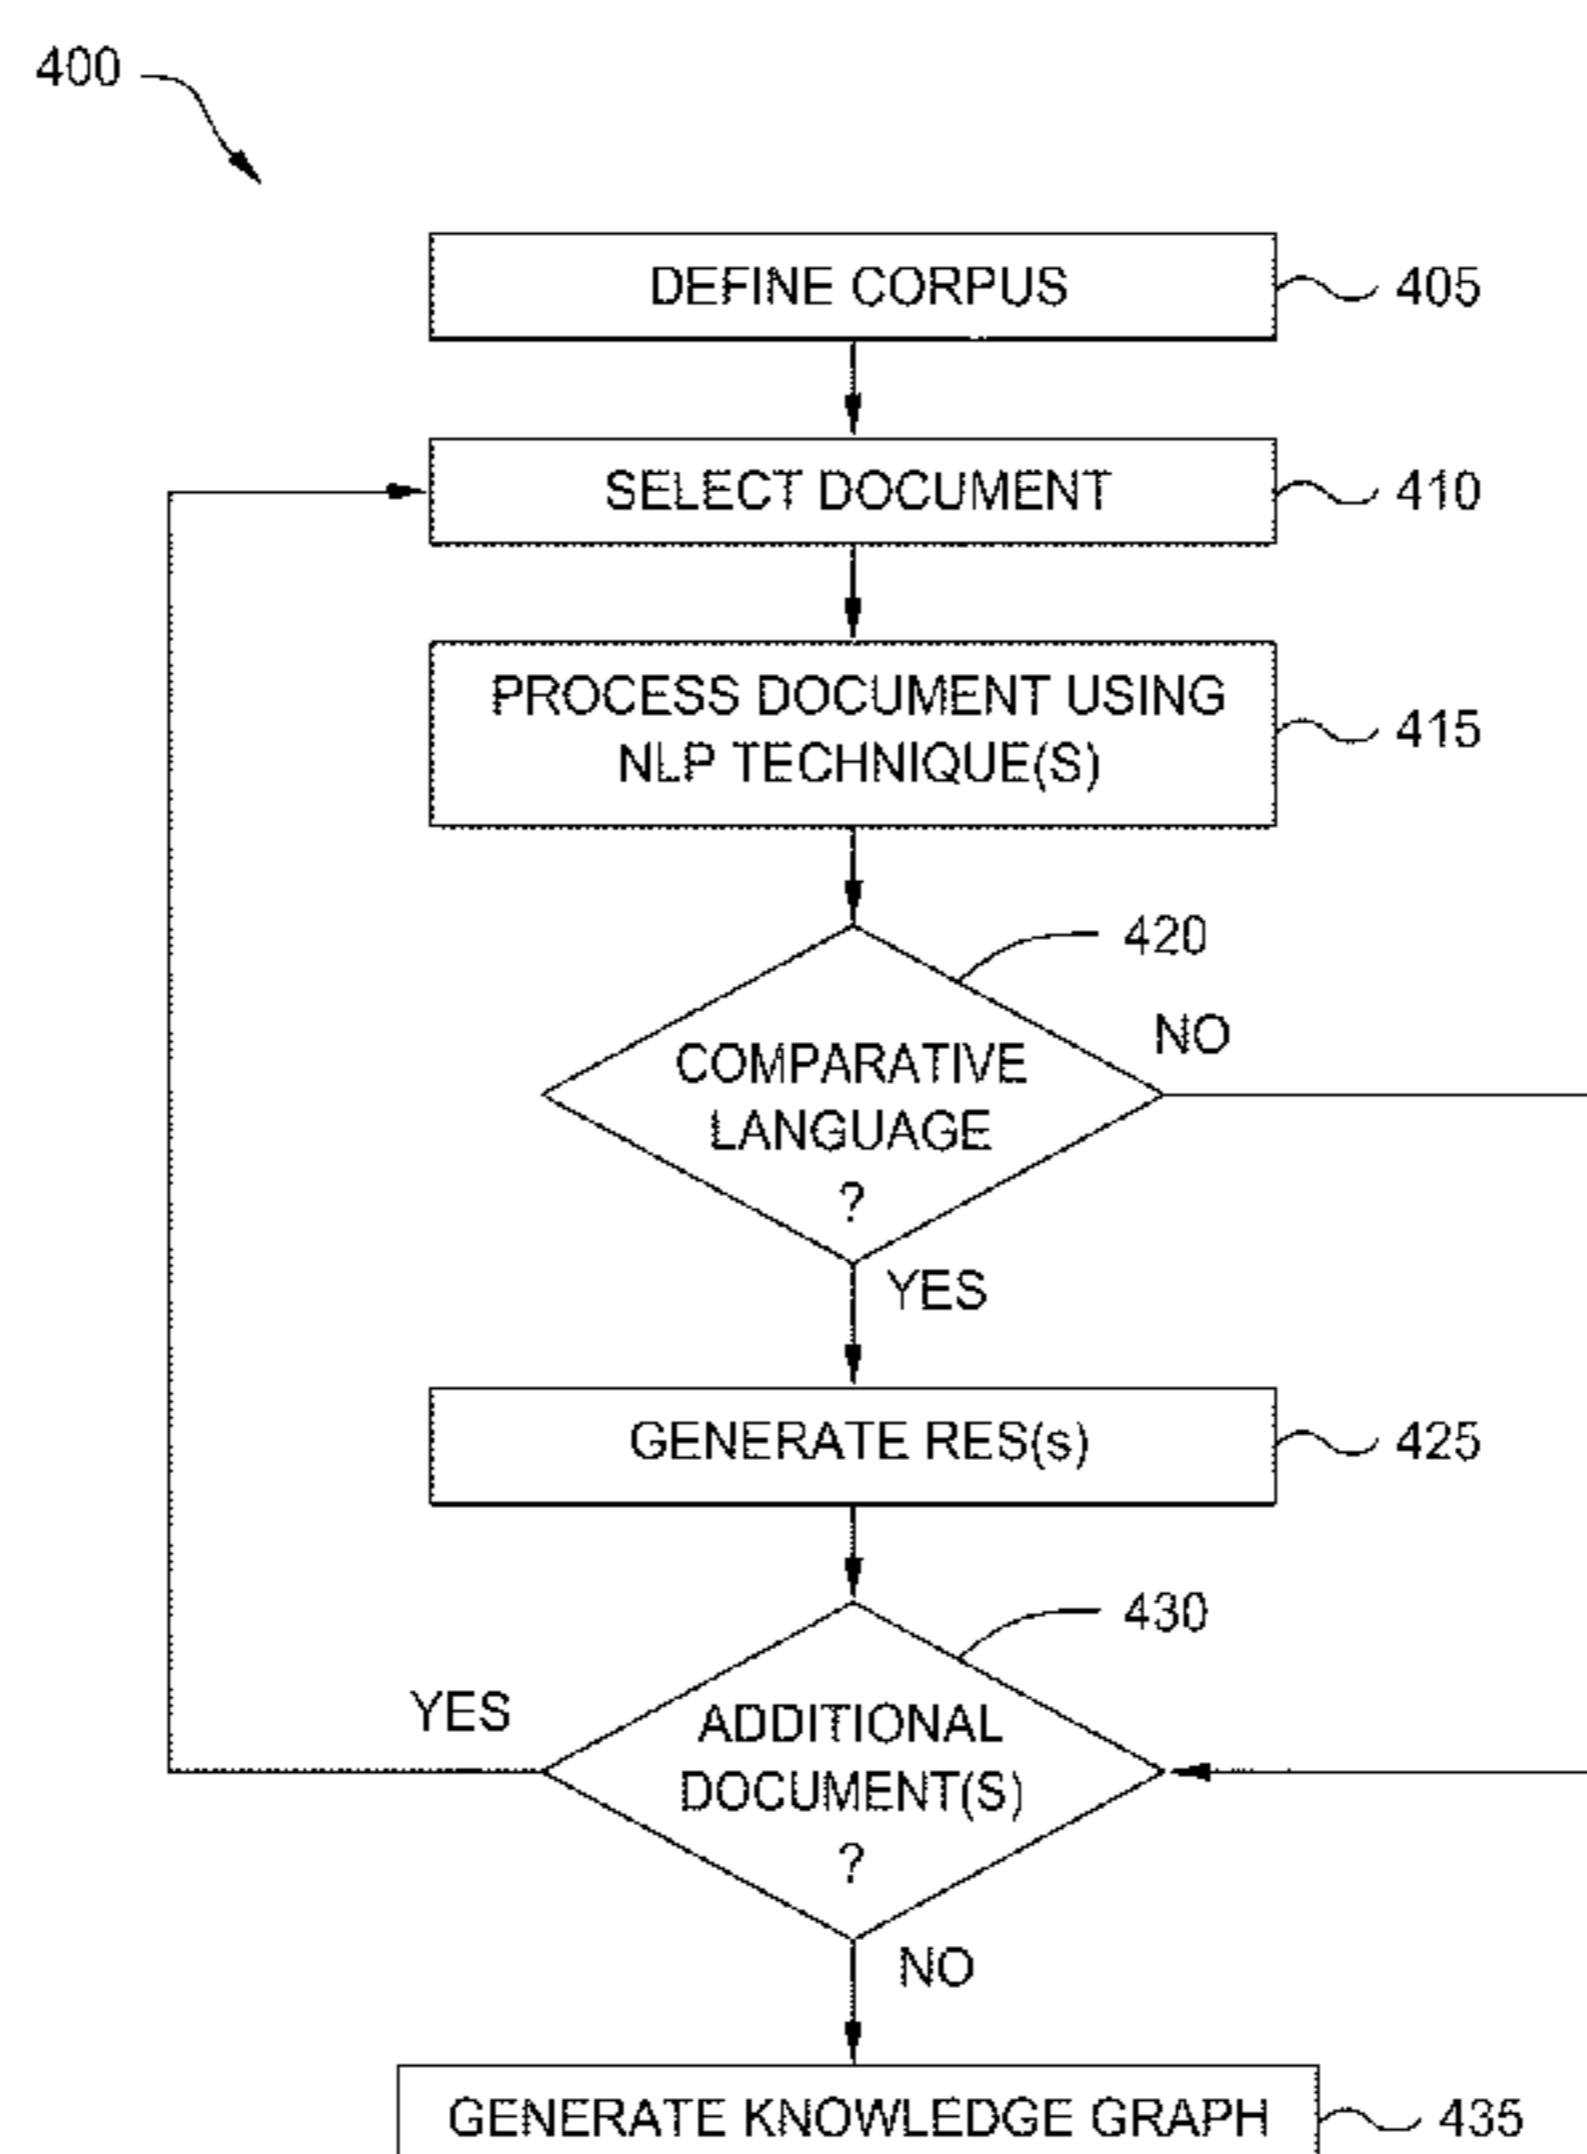 400
DEFINE CORPUS
405
SELECT DOCUMENT
410
PROCESS DOCUMENT USING
NLP TECHNIQUE(S)
415
420
COMPARATIVE
LANGUAGE
?
NO
YES
GENERATE RES(s)
425
430
ADDITIONAL
DOCUMENT(S)
?
YES
NO
GENERATE KNOWLEDGE GRAPH
435